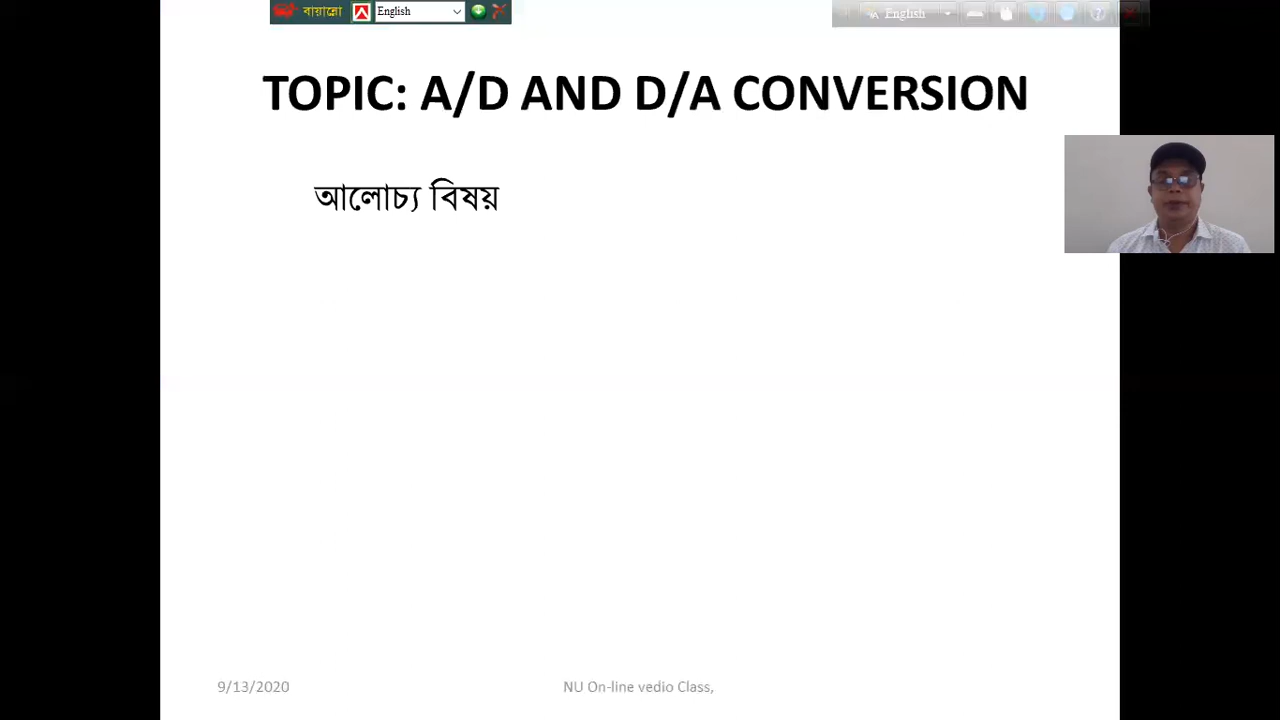 বায়ান্নো English
English
TOPIC: A/D AND D/A CONVERSION
আলোচ্য বিষয়
9/13/2020
NU On-line vedio Class,